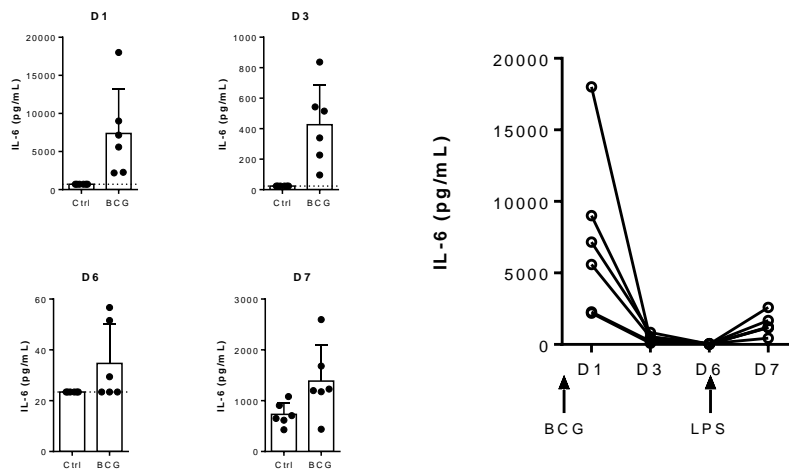 D1
20000
15000
10000
5000
0
IL-6 (pg/mL)
Ctrl BCG
D3
1000
800
600
400
200
0
IL-6 (pg/mL)
Ctrl BCG
D6
60
40
20
0
IL-6 (pg/mL)
Ctrl BCG
D7
3000
2000
1000
0
IL-6 (pg/mL)
Ctrl BCG
20000
15000
10000
5000
0
IL-6 (pg/mL)
D1 D3 D6 D7
BCG LPS